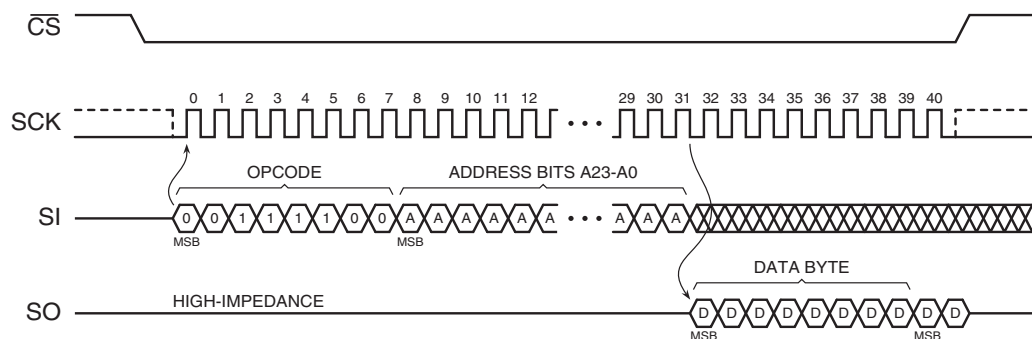 CS
0 1 2 3 4 5 6 7 8 9 10 11 12 29 30 31 32 33 34 35 36 37 38 39 40
SCK
OPCODE ADDRESS BITS A23-A0
SI 0 0 1 1 1 1 0 0 A A A A A A A A A
MSB MSB
DATA BYTE
HIGH-IMPEDANCE
SO D D D D D D D D D D
MSB MSB